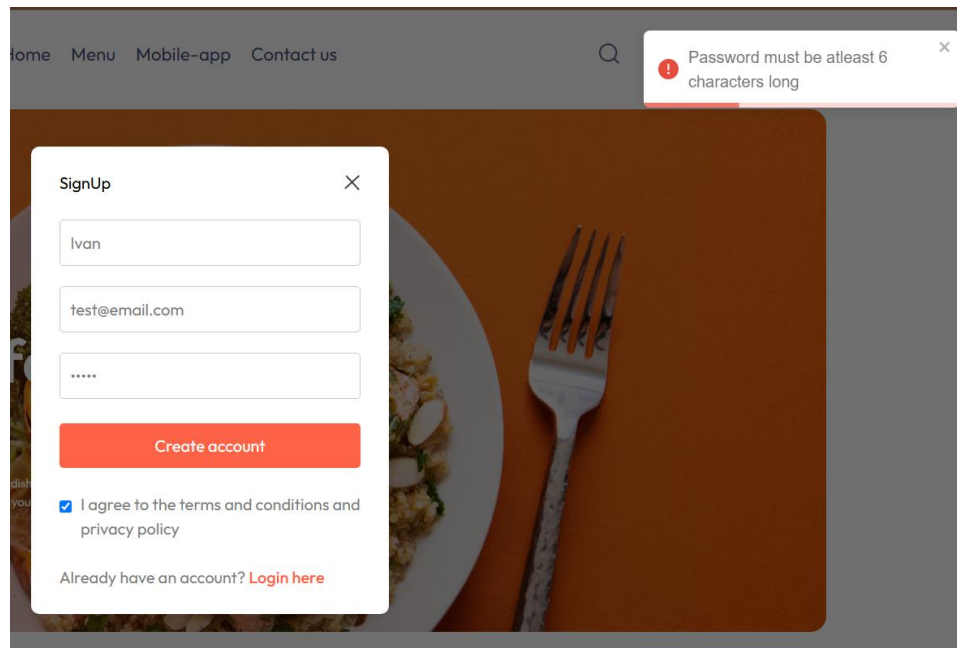 Home Menu Mobile-app Contact us
Password must be atleast 6
characters long
SignUp
Ivan
test@email.com
•••••
Create account
I agree to the terms and conditions and
privacy policy
Already have an account? Login here